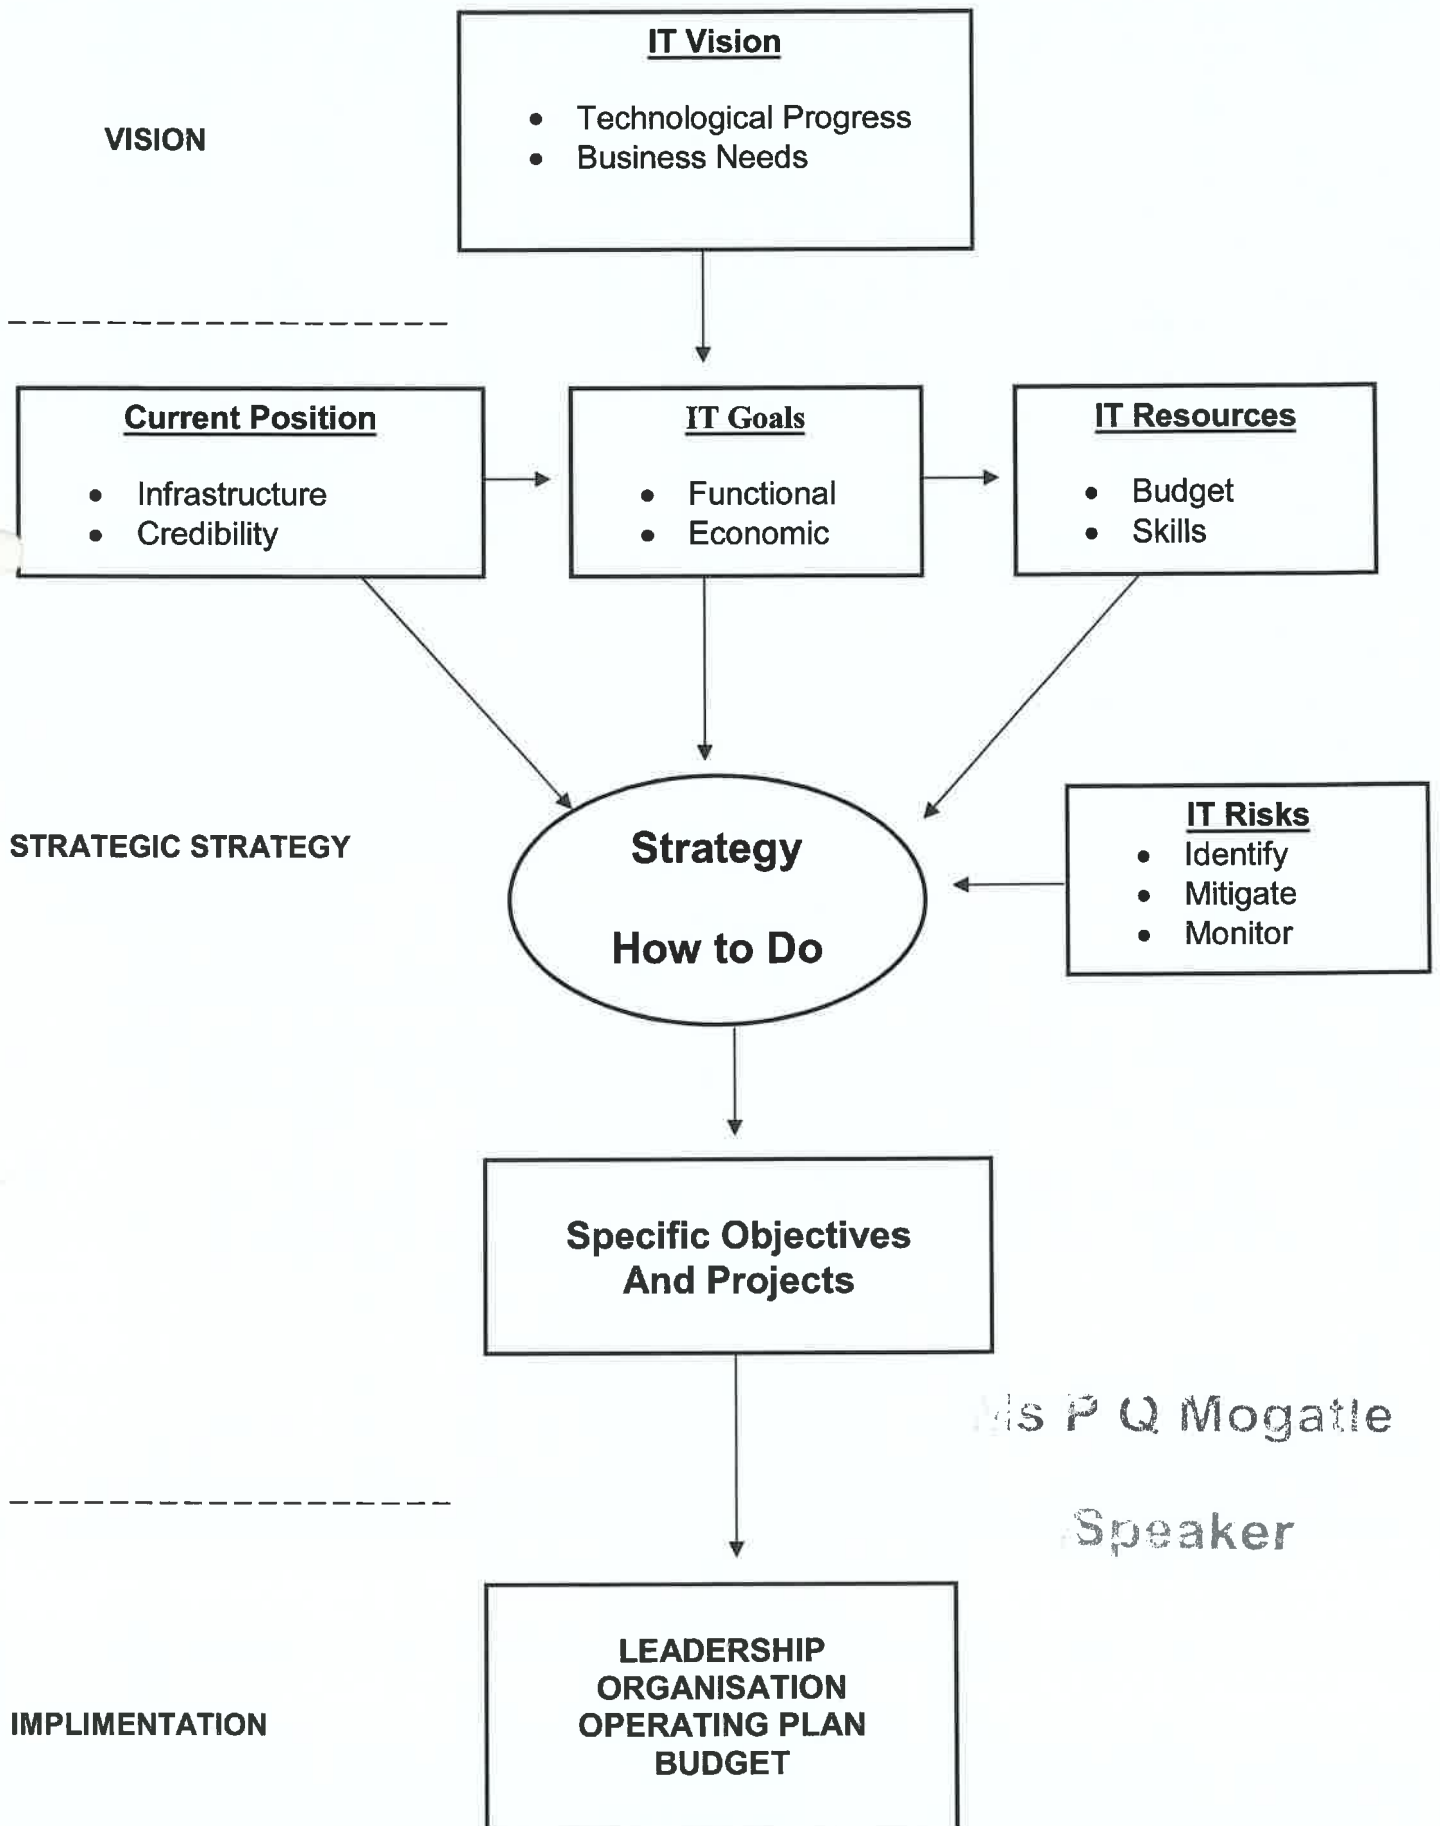 IT Vision
• Technological Progress
• Business Needs
VISION
Current Position
• Infrastructure
• Credibility
IT Goals
• Functional
• Economic
IT Resources
• Budget
• Skills
STRATEGIC STRATEGY
Strategy
How to Do
IT Risks
• Identify
• Mitigate
• Monitor
Specific Objectives
And Projects
Ms P Q Mogatle
Speaker
IMPLIMENTATION
LEADERSHIP
ORGANISATION
OPERATING PLAN
BUDGET